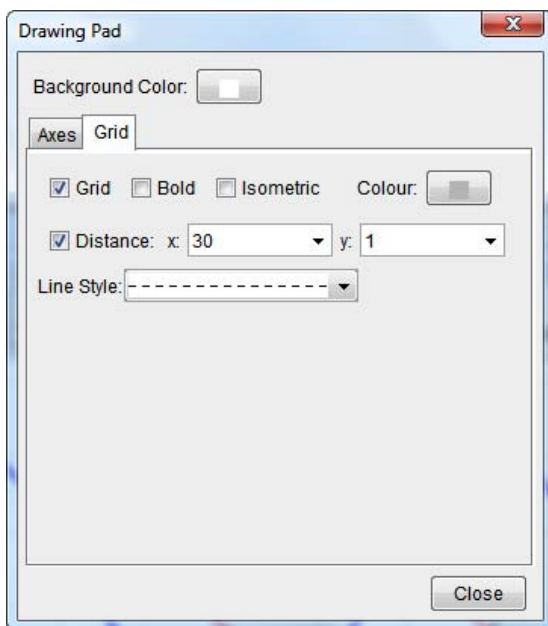 Drawing Pad
Background Color:
Axes Grid
Grid Bold Isometric Colour:
Distance: x: 30 y: 1
Line Style:
Close